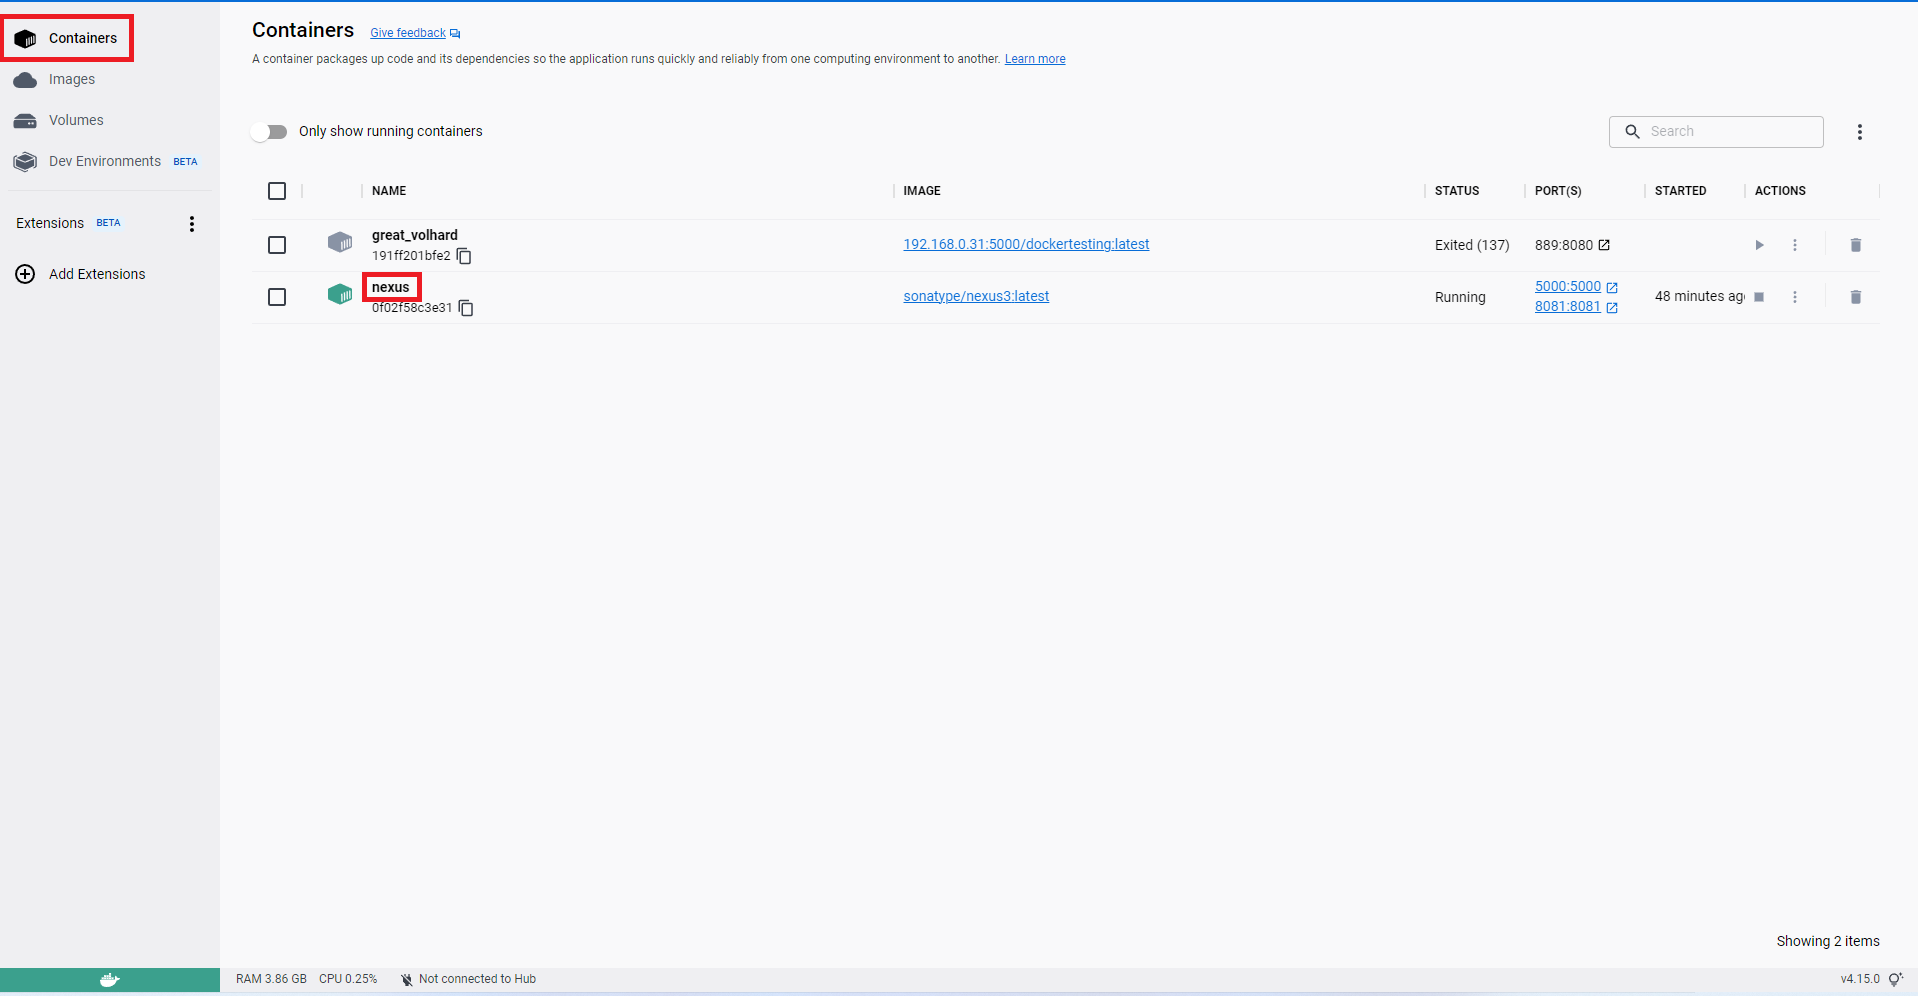 Containers
Images
Volumes
Dev Environments BETA
Extensions BETA
Add Extensions
Containers Give feedback
A container packages up code and its dependencies so the application runs quickly and reliably from one computing environment to another. Learn more
Only show running containers
Search
NAME IMAGE STATUS PORT(S) STARTED ACTIONS
great_volhard
191ff201bfe2
192.168.0.31:5000/dockertesting:latest
Exited (137)
889:8080
nexus
0f02f58c3e31
sonatype/nexus3:latest
Running
5000:5000
8081:8081
48 minutes ag
Showing 2 items
RAM 3.86 GB CPU 0.25% Not connected to Hub
v4.15.0